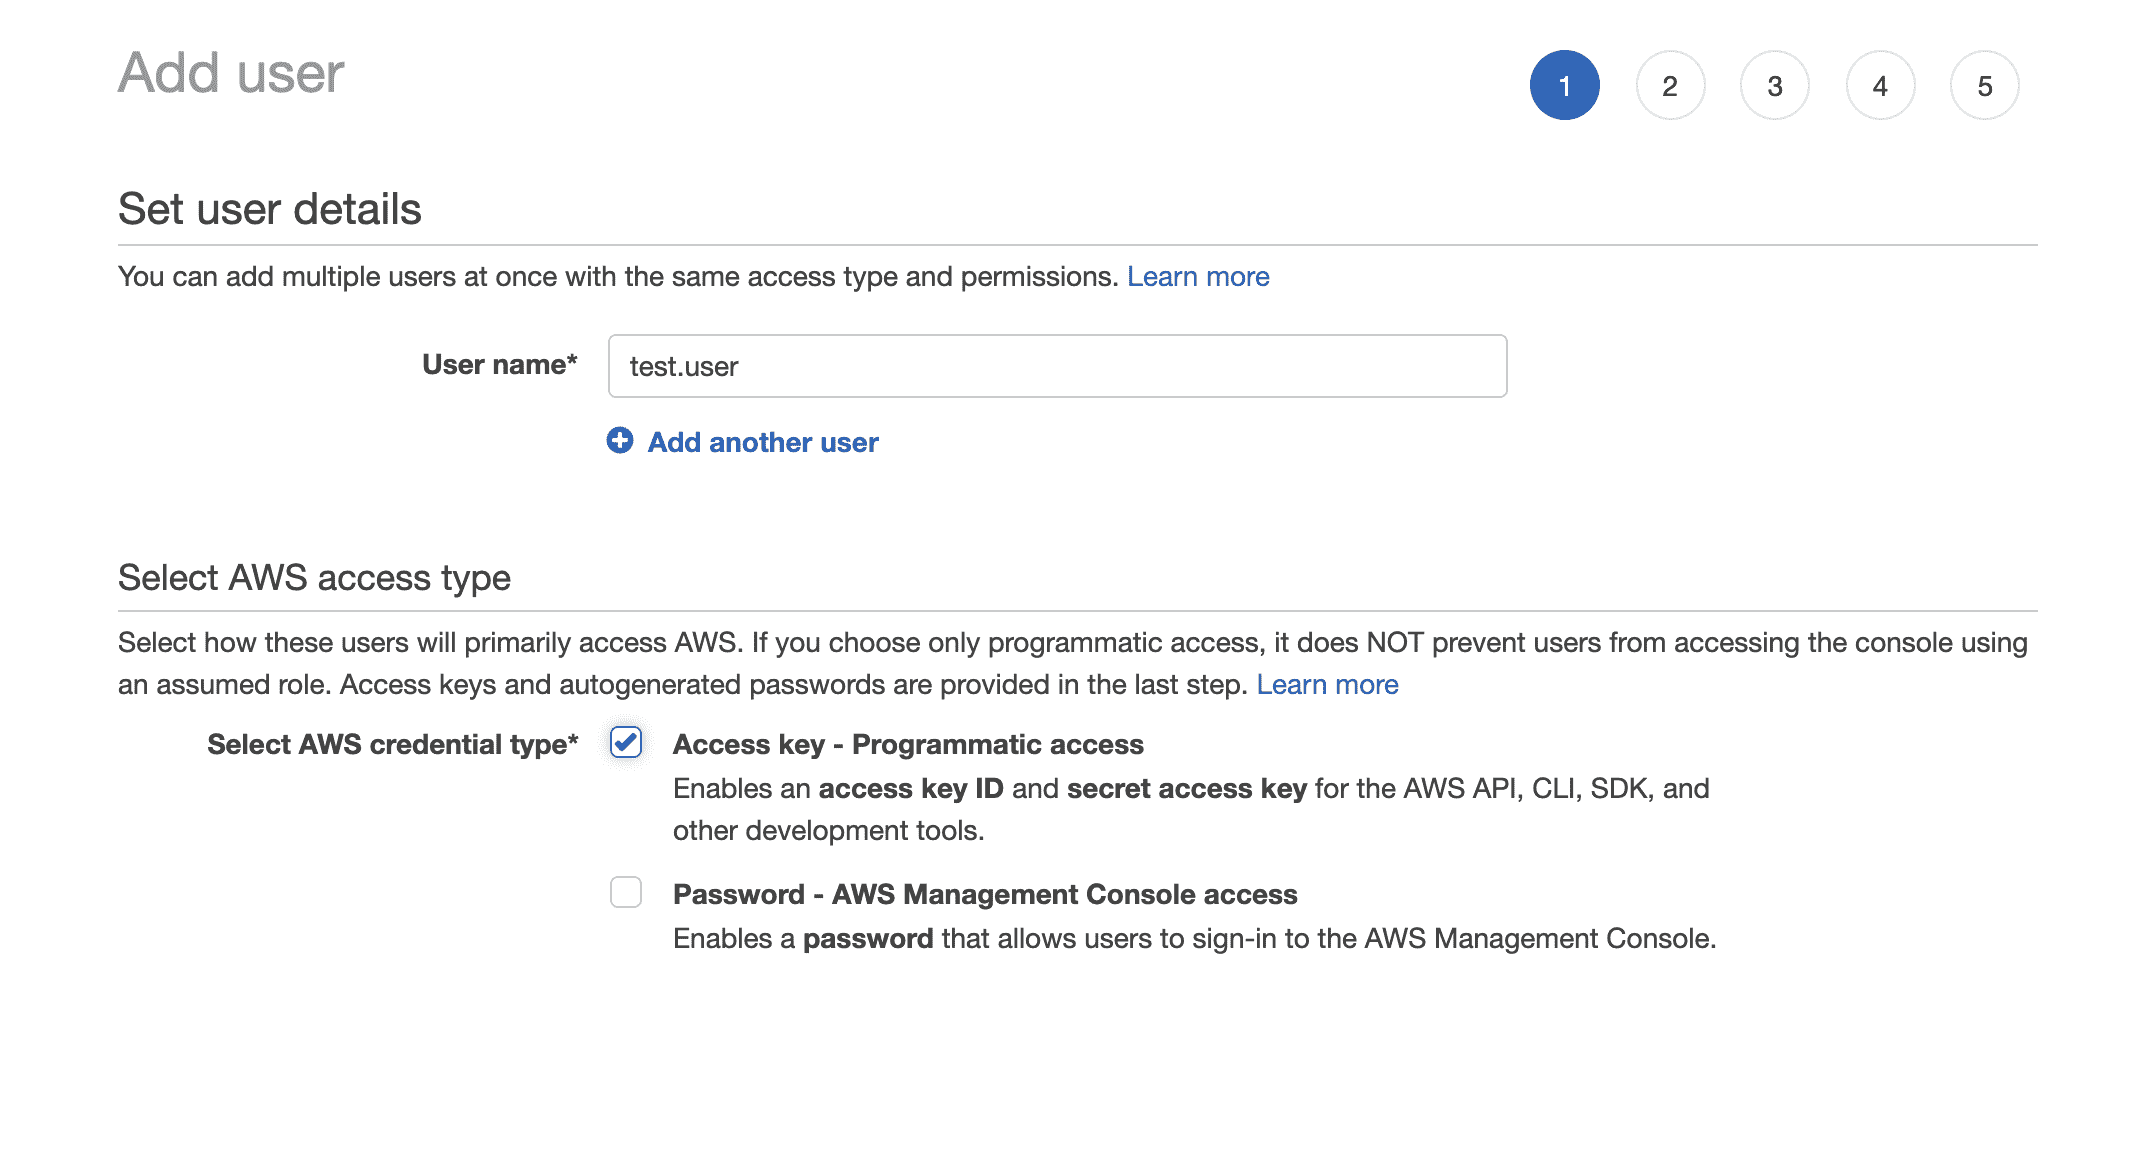 Add user
1 2 3 4 5
Set user details
You can add multiple users at once with the same access type and permissions. Learn more
User name* test.user
Add another user
Select AWS access type
Select how these users will primarily access AWS. If you choose only programmatic access, it does NOT prevent users from accessing the console using
an assumed role. Access keys and autogenerated passwords are provided in the last step. Learn more
Select AWS credential type* Access key - Programmatic access
Enables an access key ID and secret access key for the AWS API, CLI, SDK, and
other development tools.
Password - AWS Management Console access
Enables a password that allows users to sign-in to the AWS Management Console.